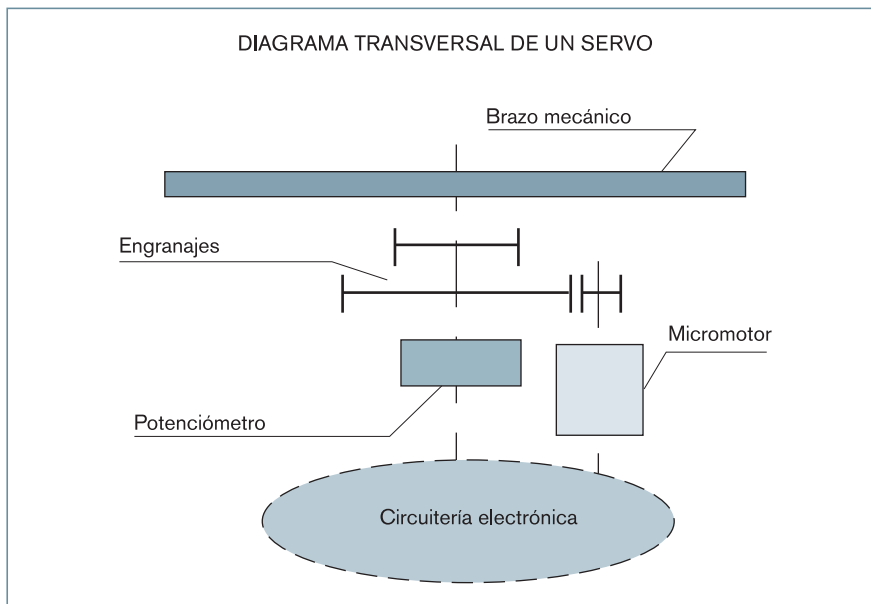 DIAGRAMA TRANSVERSAL DE UN SERVO
Brazo mecánico
Engranajes
Micromotor
Potenciómetro
Circuitería electrónica